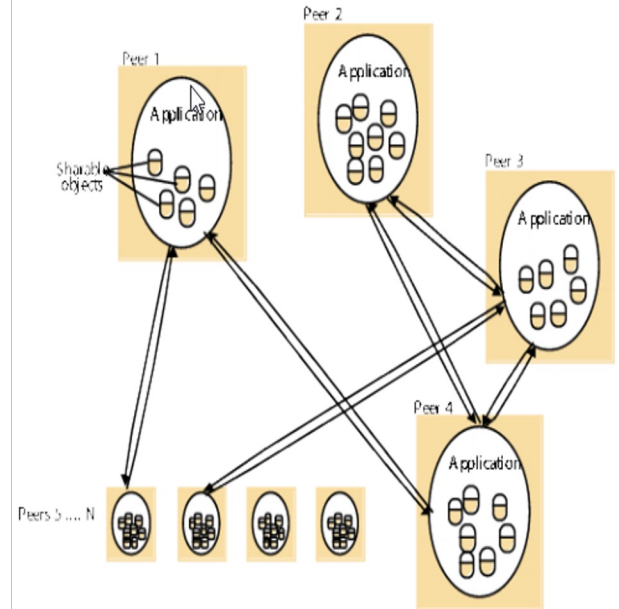 Peer 2
Peer 1
Application
Application
Sharable
objects
Peer 3
Application
Peer 4
Application
Peers 5 .... N